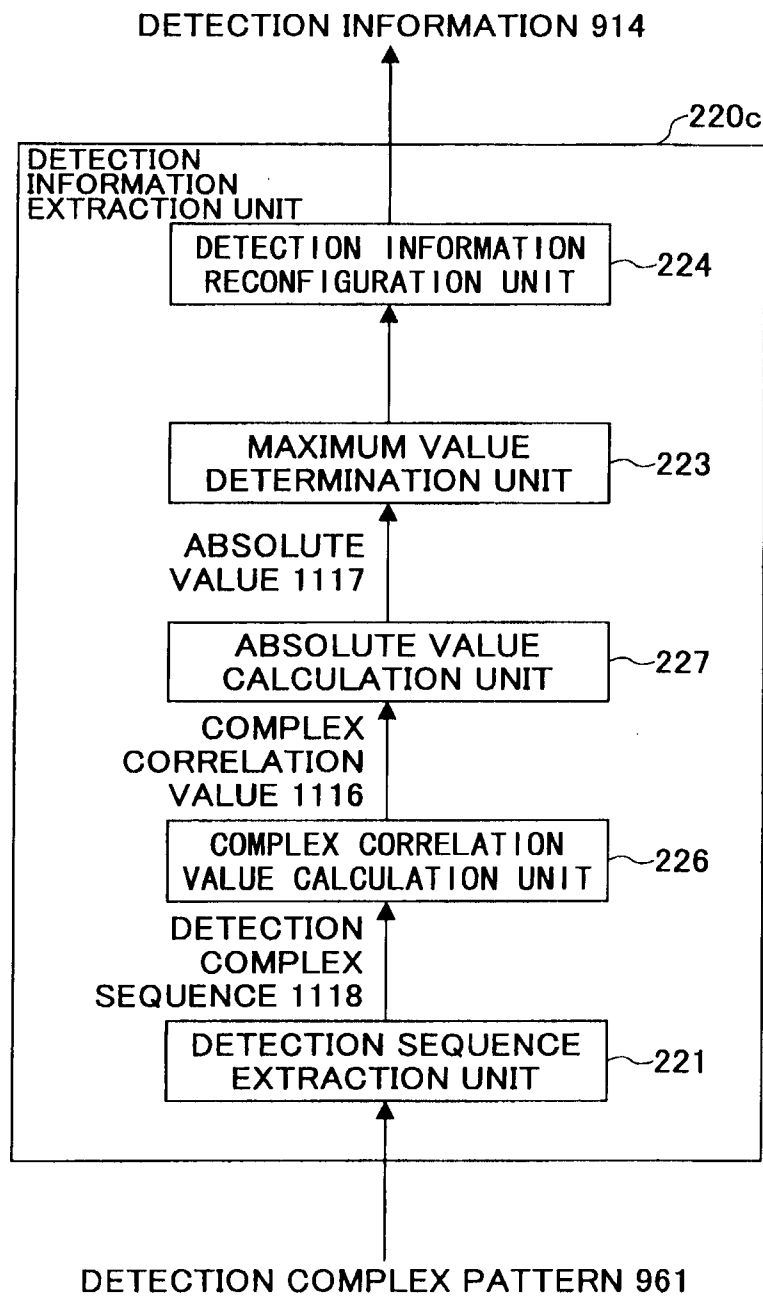 DETECTION INFORMATION 914
220c
DETECTION
INFORMATION
EXTRACTION UNIT
DETECTION INFORMATION
RECONFIGURATION UNIT
224
MAXIMUM VALUE
DETERMINATION UNIT
223
ABSOLUTE
VALUE 1117
ABSOLUTE VALUE
CALCULATION UNIT
227
COMPLEX
CORRELATION
VALUE 1116
COMPLEX CORRELATION
VALUE CALCULATION UNIT
226
DETECTION
COMPLEX
SEQUENCE 1118
DETECTION SEQUENCE
EXTRACTION UNIT
221
DETECTION COMPLEX PATTERN 961